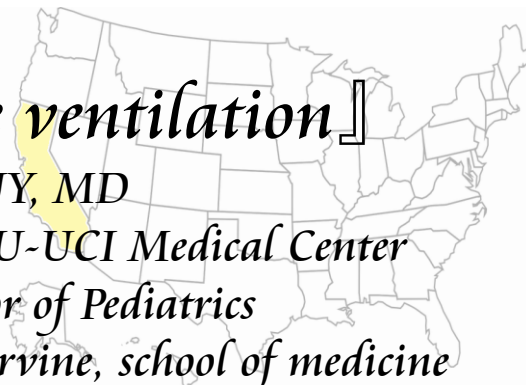 ventilation』
Y, MD
U-UCI Medical Center
r of Pediatrics
rvine, school of medicine